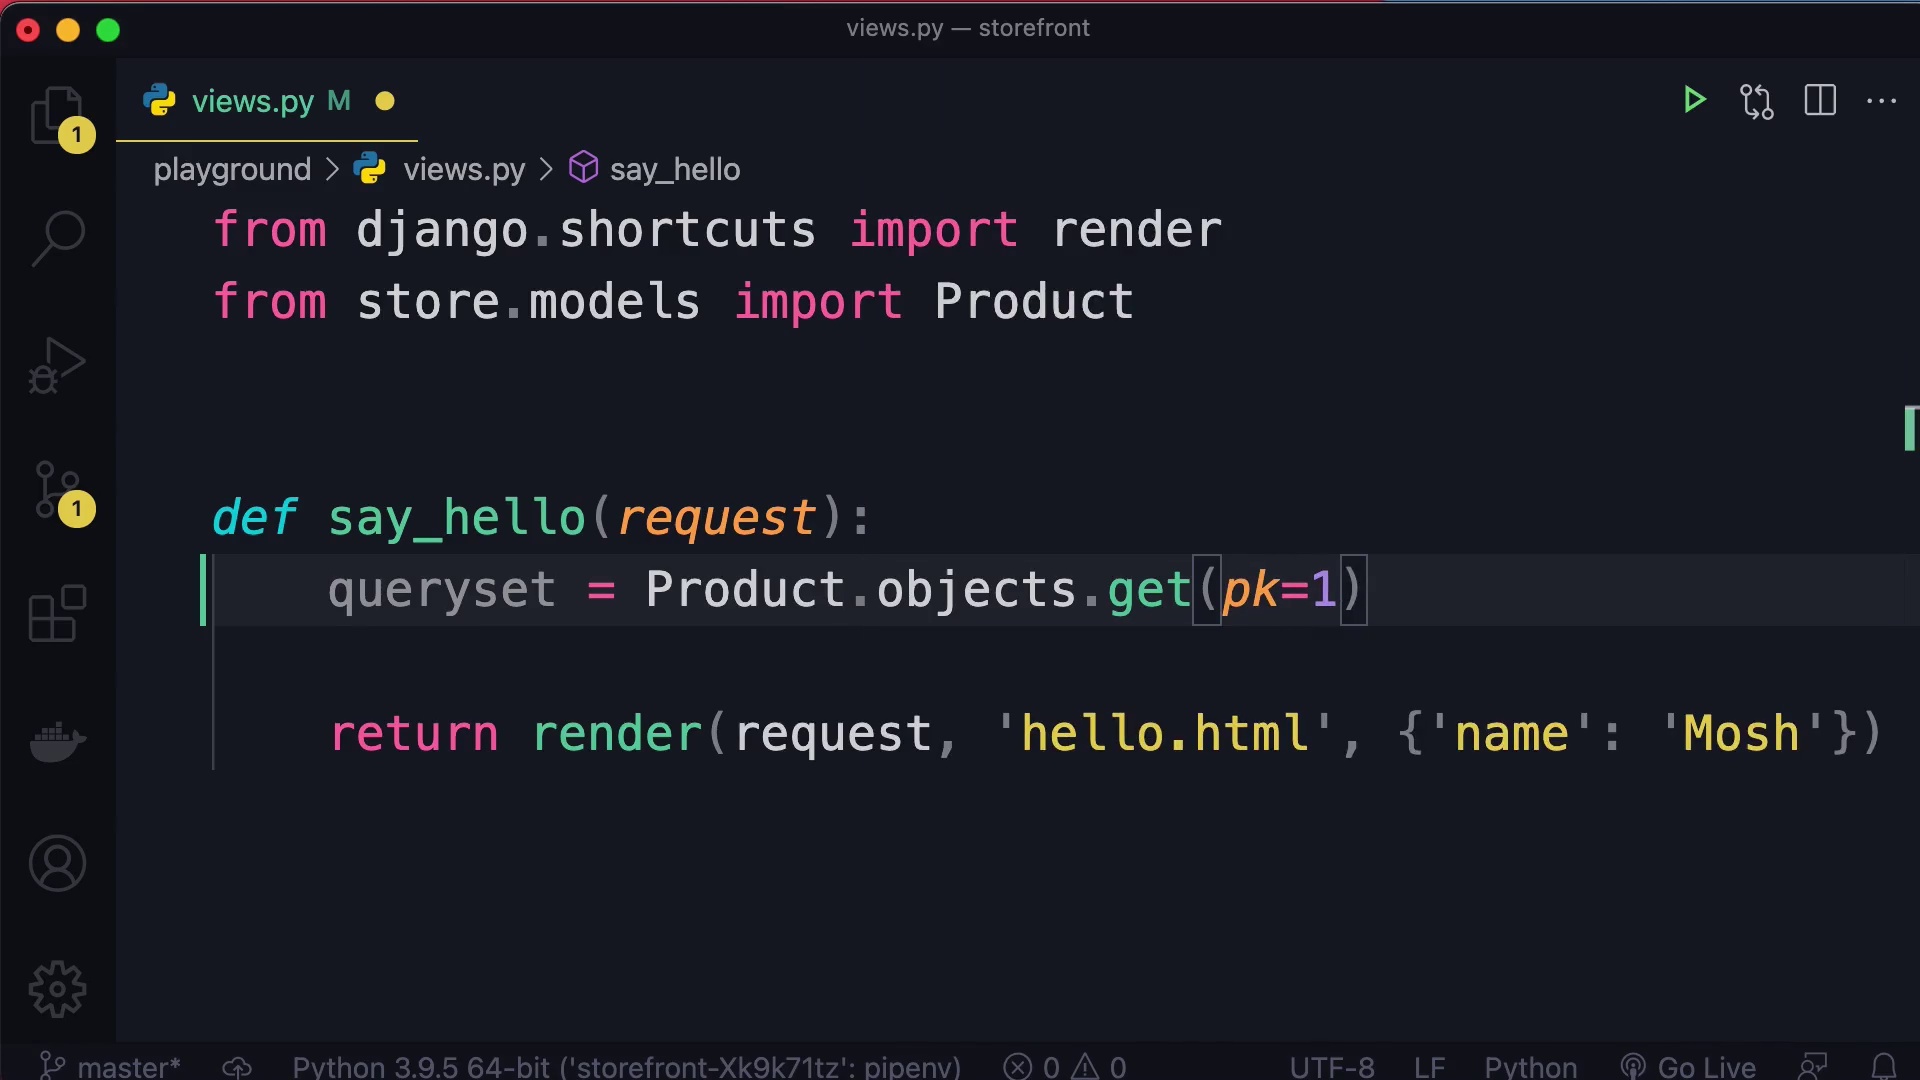 views.py — storefront
views.py M
1
playground > views.py > say_hello
from django.shortcuts import render
from store.models import Product
def say_hello(request):
1
queryset = Product.objects.get(pk=1)
return render(request, 'hello.html', {'name': 'Mosh'})
master* Python 3.9.5 64-bit ('storefront-Xk9k71tz': pipenv) 0 0 UTF-8 LF Python Go Live